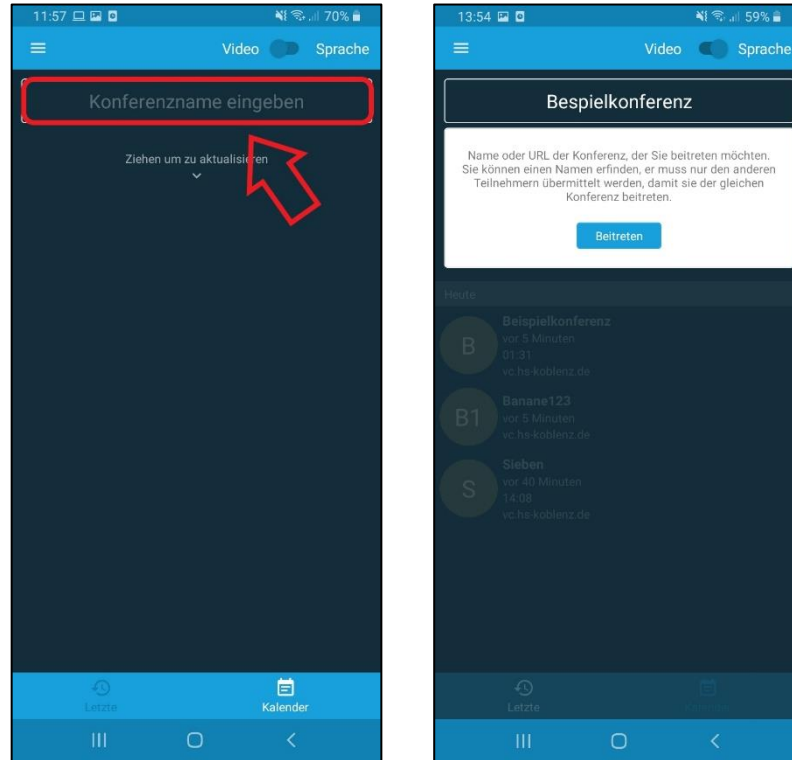 11:57 70%
Video Sprache
Konferenzname eingeben
Ziehen um zu aktualisieren
Letzte Kalender
13:54 59%
Video Sprache
Bespielkonferenz
Name oder URL der Konferenz, der Sie beitreten möchten.
Sie können einen Namen erfinden, er muss nur den anderen
Teilnehmern übermittelt werden, damit sie der gleichen
Konferenz beitreten.
Beitreten
Heute
B
Beispielkonferenz
vor 5 Minuten
01:31
vc.hs-koblenz.de
B1
Banane123
vor 5 Minuten
vc.hs-koblenz.de
S
Sieben
vor 40 Minuten
14:08
vc.hs-koblenz.de
Letzte Kalender